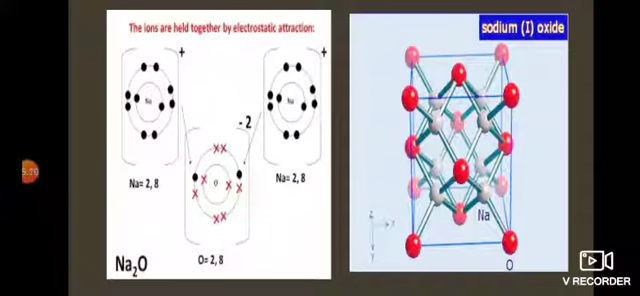 The ions are held together by electrostatic attraction:
+
+
Na
Na
- 2
O
Na= 2, 8
Na= 2, 8
O= 2, 8
Na₂O
sodium (I) oxide
Na
O
Z
X
Y
V RECORDER